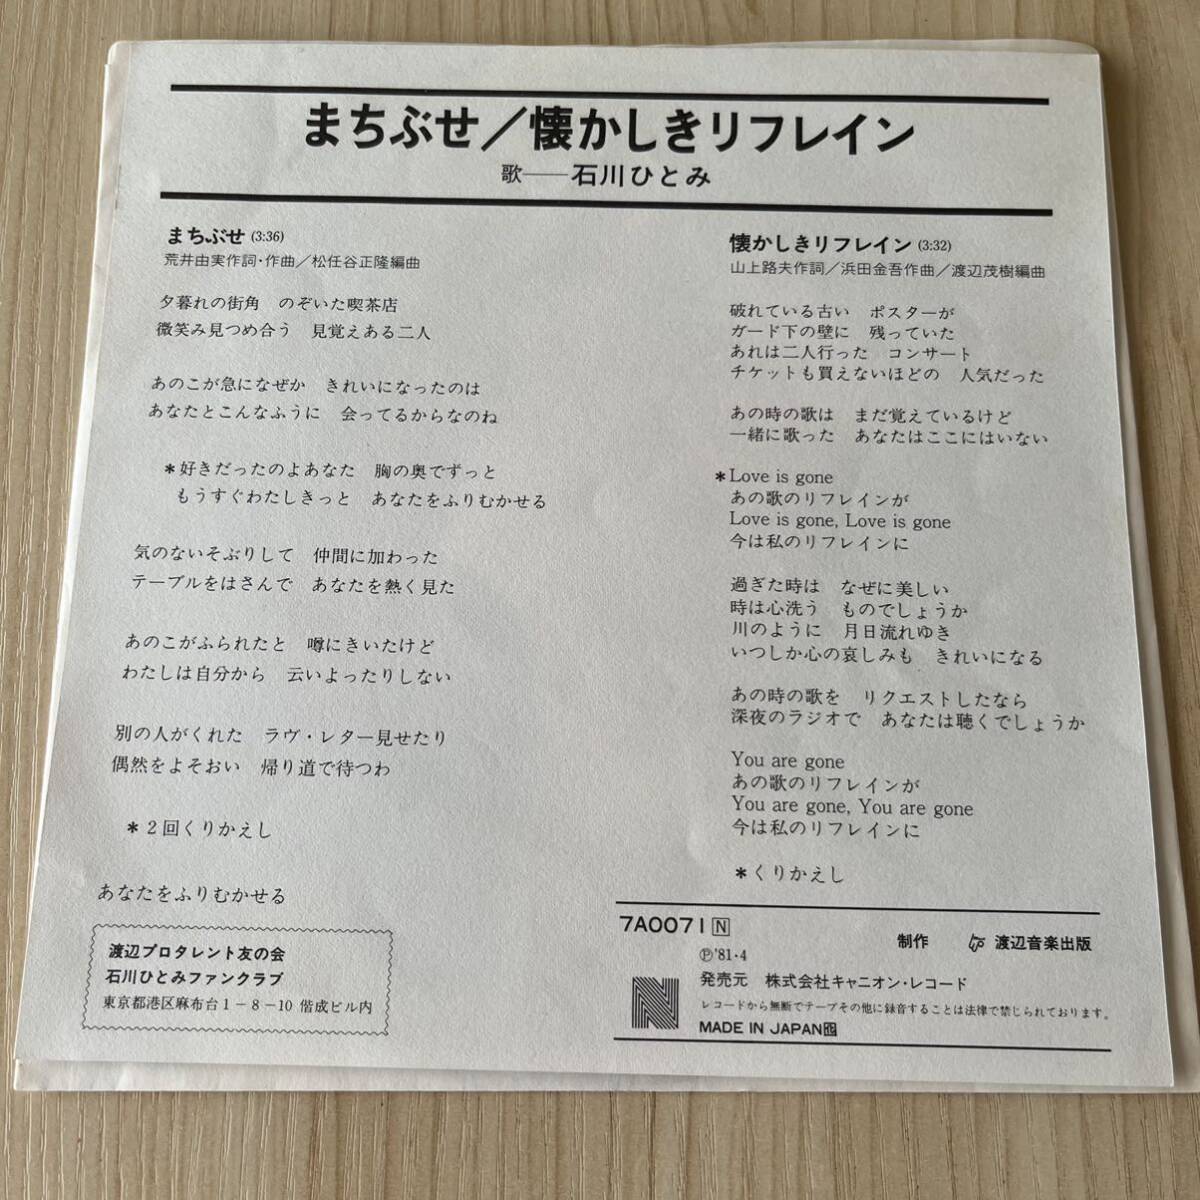 まちぶせ／懐かしきリフレイン
歌──石川ひとみ
まちぶせ (3:36)
荒井由実作詞・作曲／松任谷正隆編曲
夕暮れの街角　のぞいた喫茶店
微笑み見つめ合う　見覚えある二人
あのこが急になぜか　きれいになったのは
あなたとこんなふうに　会ってるからなのね
＊好きだったのよあなた　胸の奥でずっと
もうすぐわたしきっと　あなたをふりむかせる
気のないそぶりして　仲間に加わった
テーブルをはさんで　あなたを熱く見た
あのこがふられたと　噂にきいたけど
わたしは自分から　云いよったりしない
別の人がくれた　ラヴ・レター見せたり
偶然をよそおい　帰り道で待つわ
＊2回くりかえし
あなたをふりむかせる
渡辺プロタレント友の会
石川ひとみファンクラブ
東京都港区麻布台1－8－10 偕成ビル内
懐かしきリフレイン (3:32)
山上路夫作詞／浜田金吾作曲／渡辺茂樹編曲
破れている古い　ポスターが
ガード下の壁に　残っていた
あれは二人行った　コンサート
チケットも買えないほどの　人気だった
あの時の歌は　まだ覚えているけど
一緒に歌った　あなたはここにはいない
＊Love is gone
あの歌のリフレインが
Love is gone, Love is gone
今は私のリフレインに
過ぎた時は　なぜに美しい
時は心洗う　ものでしょうか
川のように　月日流れゆき
いつしか心の哀しみも　きれいになる
あの時の歌を　リクエストしたなら
深夜のラジオで　あなたは聴くでしょうか
You are gone
あの歌のリフレインが
You are gone, You are gone
今は私のリフレインに
＊くりかえし
7A0071 N
制作　渡辺音楽出版
Ⓟ'81・4
発売元　株式会社キャニオン・レコード
レコードから無断でテープその他に録音することは法律で禁じられております。
MADE IN JAPAN